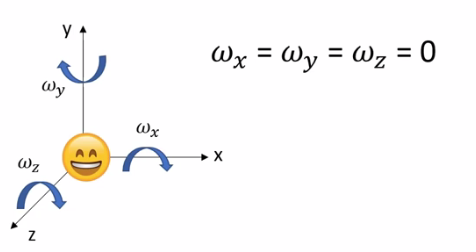 y
𝜔y
𝜔x = 𝜔y = 𝜔z = 0
𝜔x
x
𝜔z
z